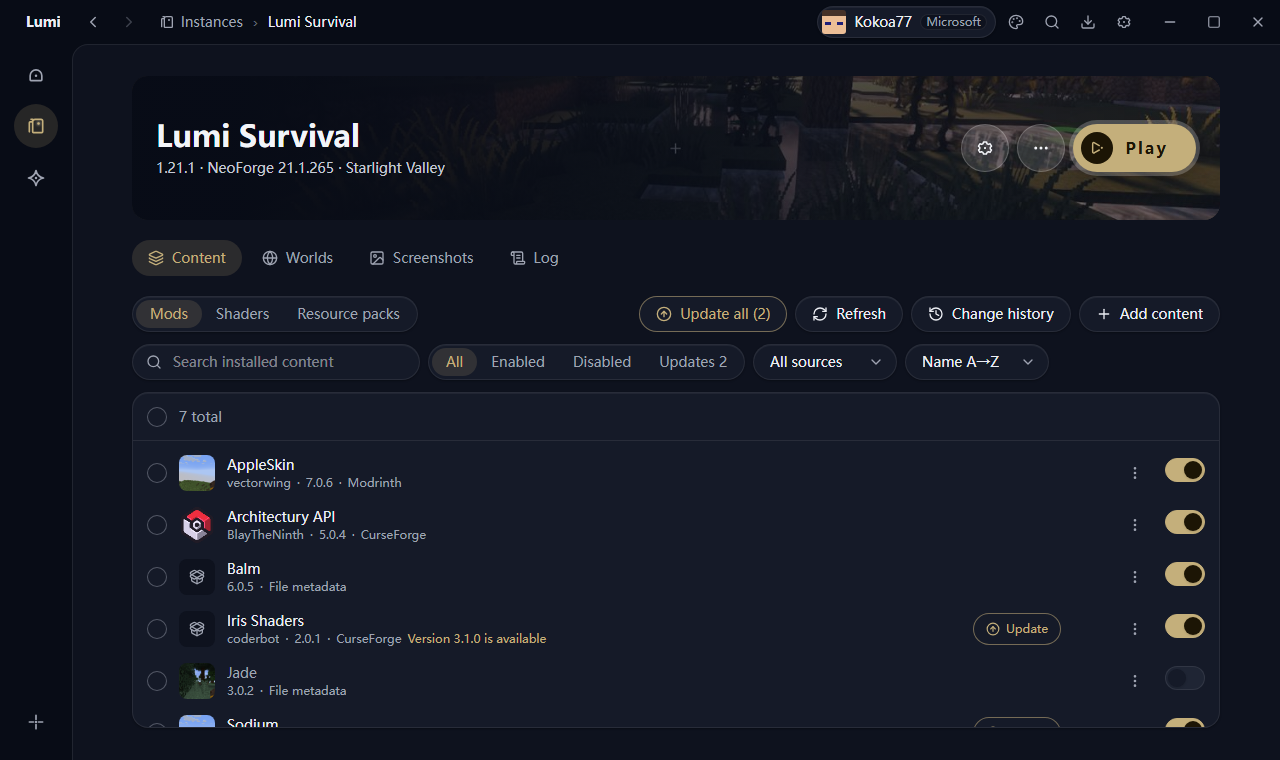 Lumi
Instances › Lumi Survival
Kokoa77 Microsoft
Lumi Survival
1.21.1 · NeoForge 21.1.265 · Starlight Valley
Play
Content Worlds Screenshots Log
Mods Shaders Resource packs
Update all (2) Refresh Change history Add content
Search installed content
All Enabled Disabled Updates 2
All sources
Name A→Z
7 total
AppleSkin
vectorwing · 7.0.6 · Modrinth
Architectury API
BlayTheNinth · 5.0.4 · CurseForge
Balm
6.0.5 · File metadata
Iris Shaders
coderbot · 2.0.1 · CurseForge Version 3.1.0 is available
Update
Jade
3.0.2 · File metadata
Sodium